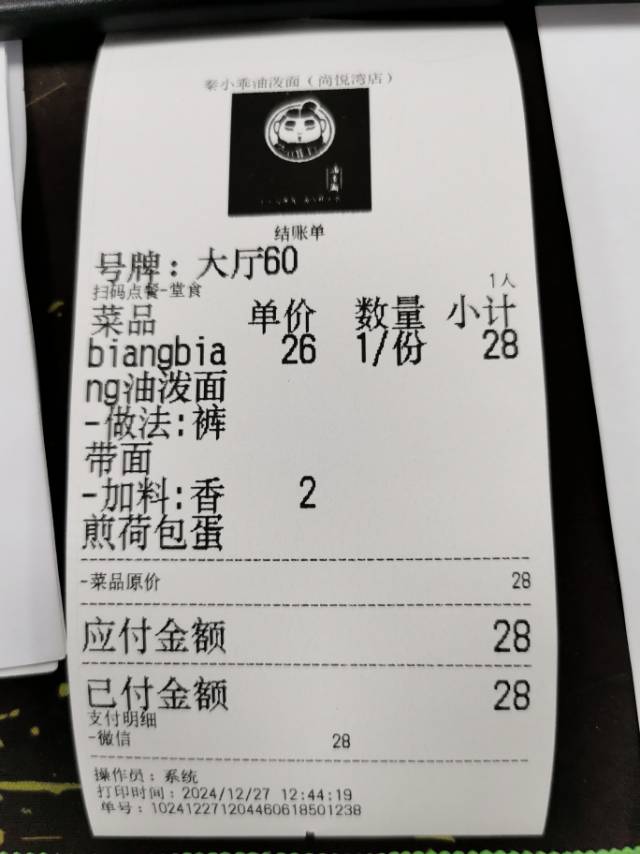 秦小乖油泼面（尚悦湾店）
结账单
号牌：大厅60
扫码点餐-堂食 1人
菜品 单价 数量 小计
biangbia 26 1/份 28
ng油泼面
-做法:裤
带面
-加料:香 2
煎荷包蛋
-菜品原价 28
应付金额 28
已付金额 28
支付明细
-微信 28
操作员：系统
打印时间：2024/12/27 12:44:19
单号：102412271204460618501238